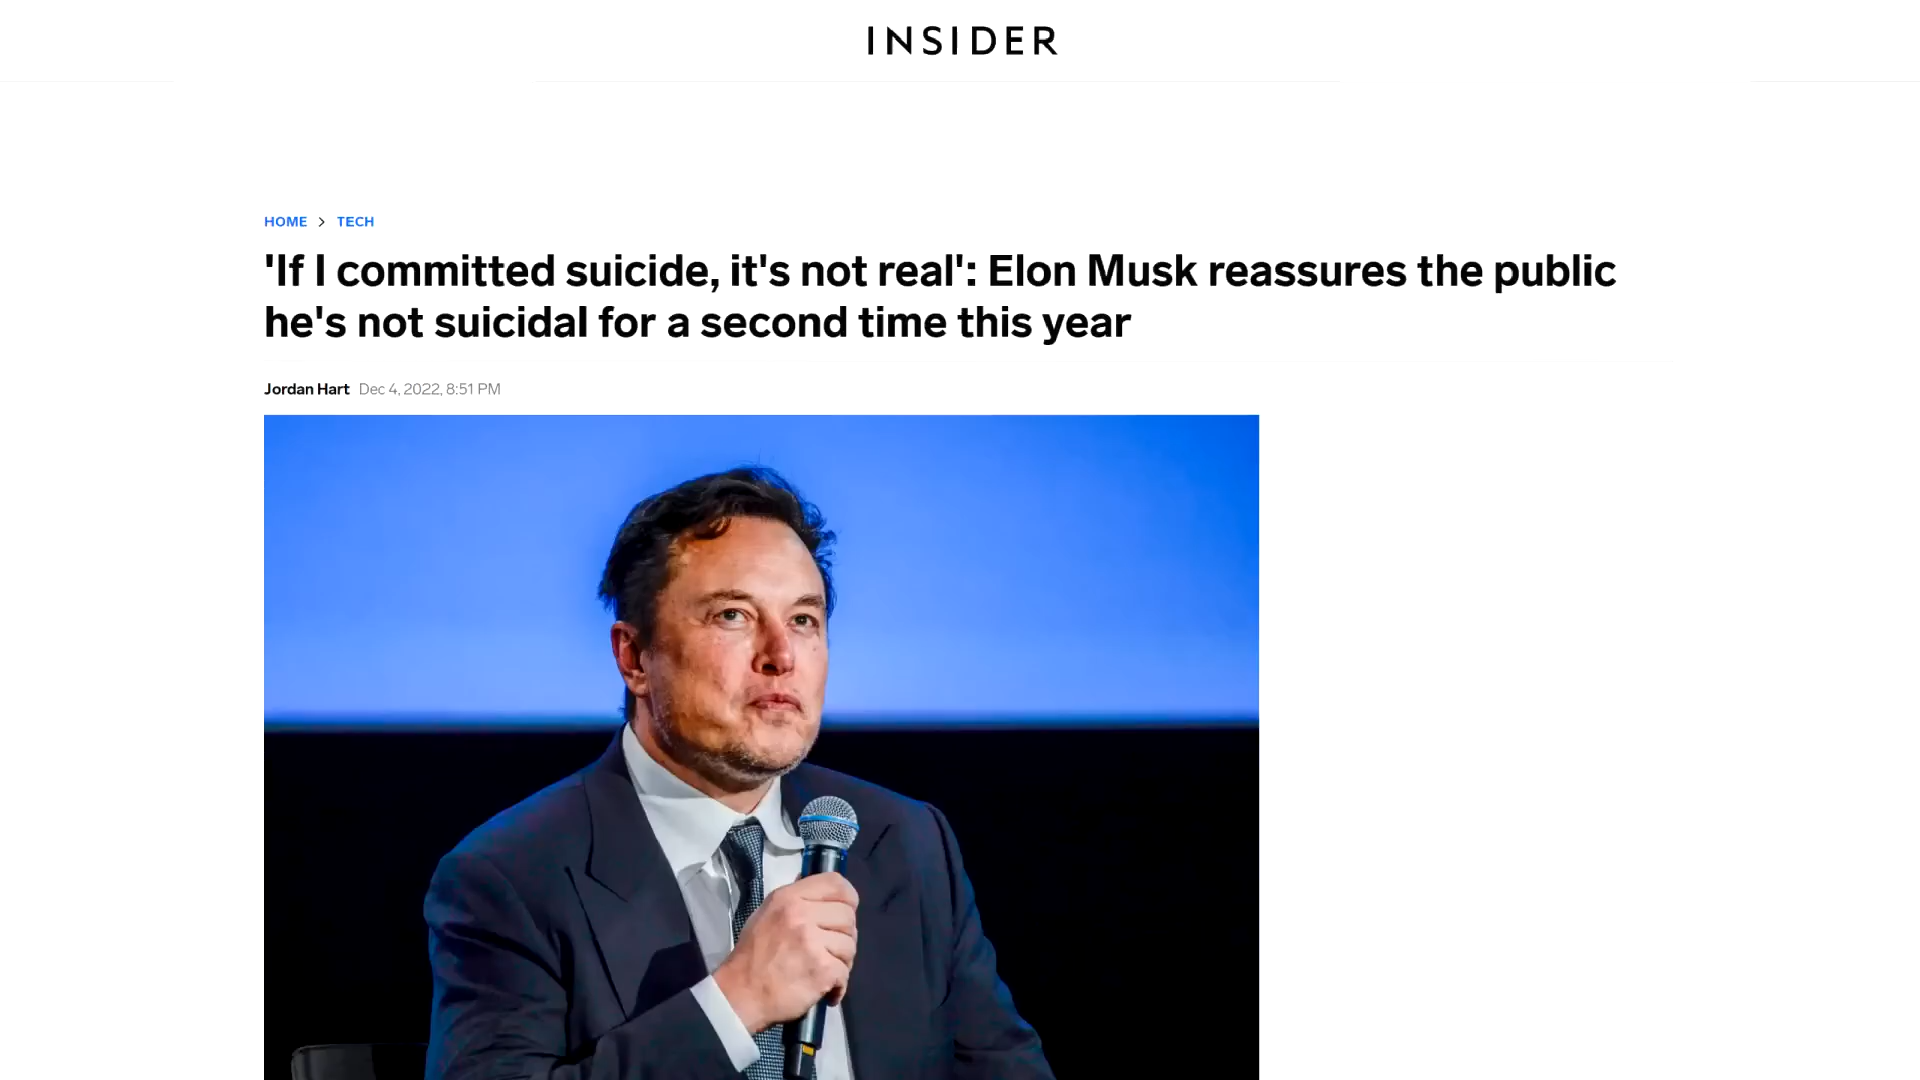 INSIDER
HOME > TECH
'If I committed suicide, it's not real': Elon Musk reassures the public
he's not suicidal for a second time this year
Jordan Hart Dec 4, 2022, 8:51 PM